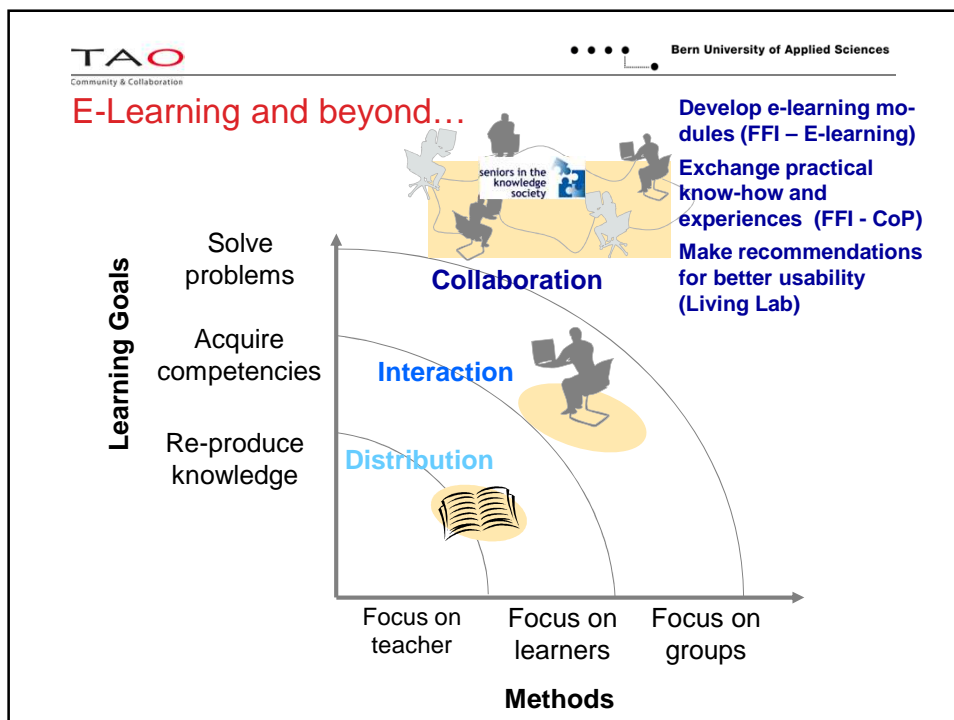 TAO
Community & Collaboration
Bern University of Applied Sciences
E-Learning and beyond…
Develop e-learning mo-
dules (FFI – E-learning)
Exchange practical
know-how and
experiences (FFI - CoP)
Make recommendations
for better usability
(Living Lab)
seniors in the
knowledge
society
Collaboration
Interaction
Distribution
Learning Goals
Solve
problems
Acquire
competencies
Re-produce
knowledge
Focus on
teacher
Focus on
learners
Focus on
groups
Methods